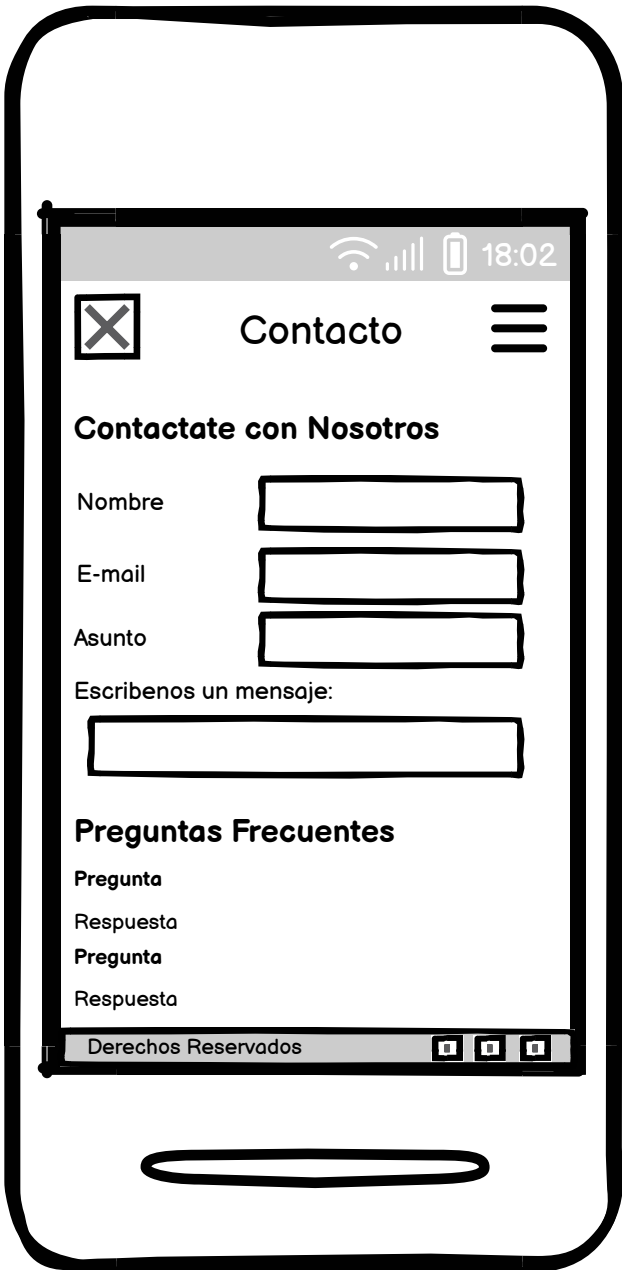 18:02
Contacto
Contactate con Nosotros
Nombre
E-mail
Asunto
Escribenos un mensaje:
Preguntas Frecuentes
Pregunta
Respuesta
Pregunta
Respuesta
Derechos Reservados